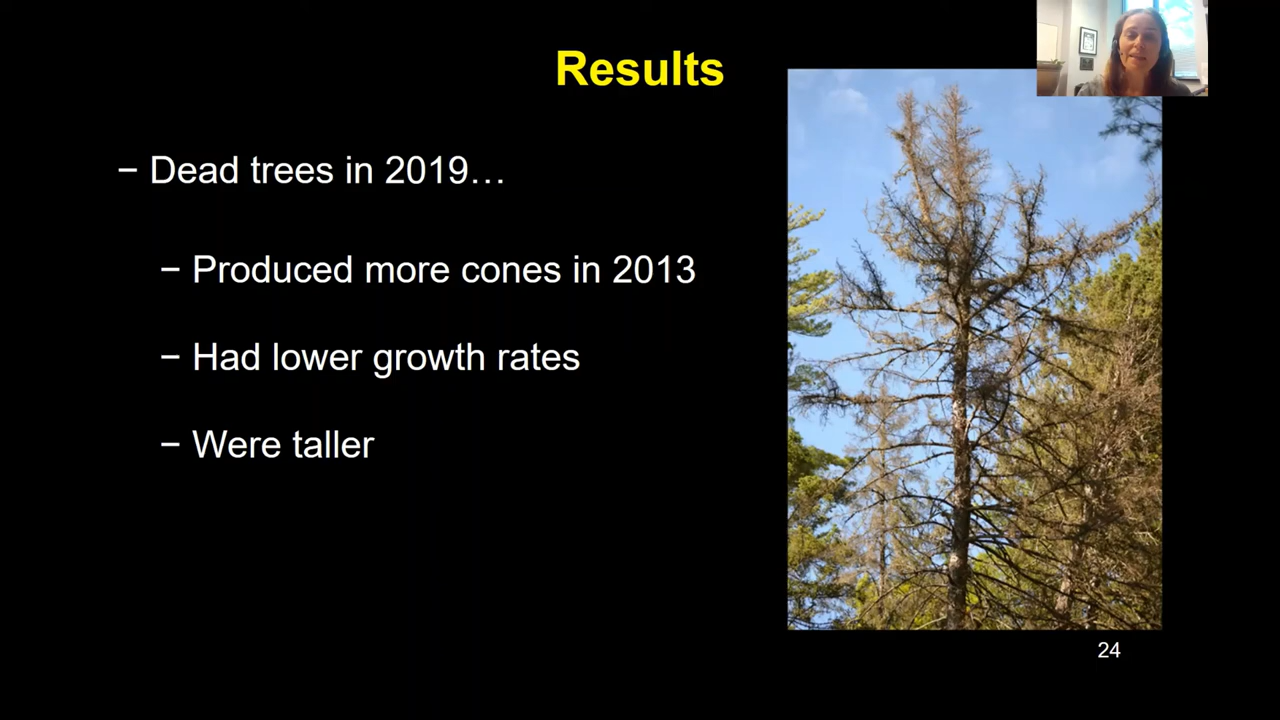 Results
− Dead trees in 2019…
− Produced more cones in 2013
− Had lower growth rates
− Were taller
24